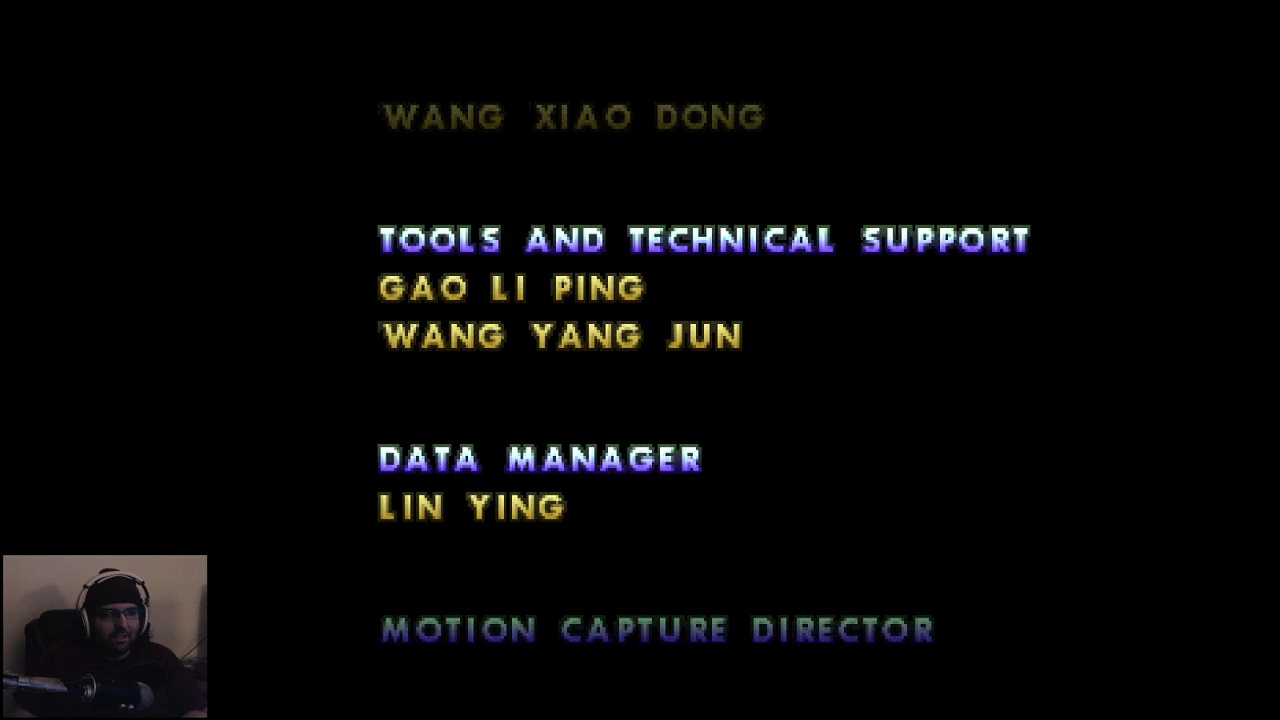 WANG XIAO DONG
TOOLS AND TECHNICAL SUPPORT
GAO LI PING
WANG YANG JUN
DATA MANAGER
LIN YING
MOTION CAPTURE DIRECTOR